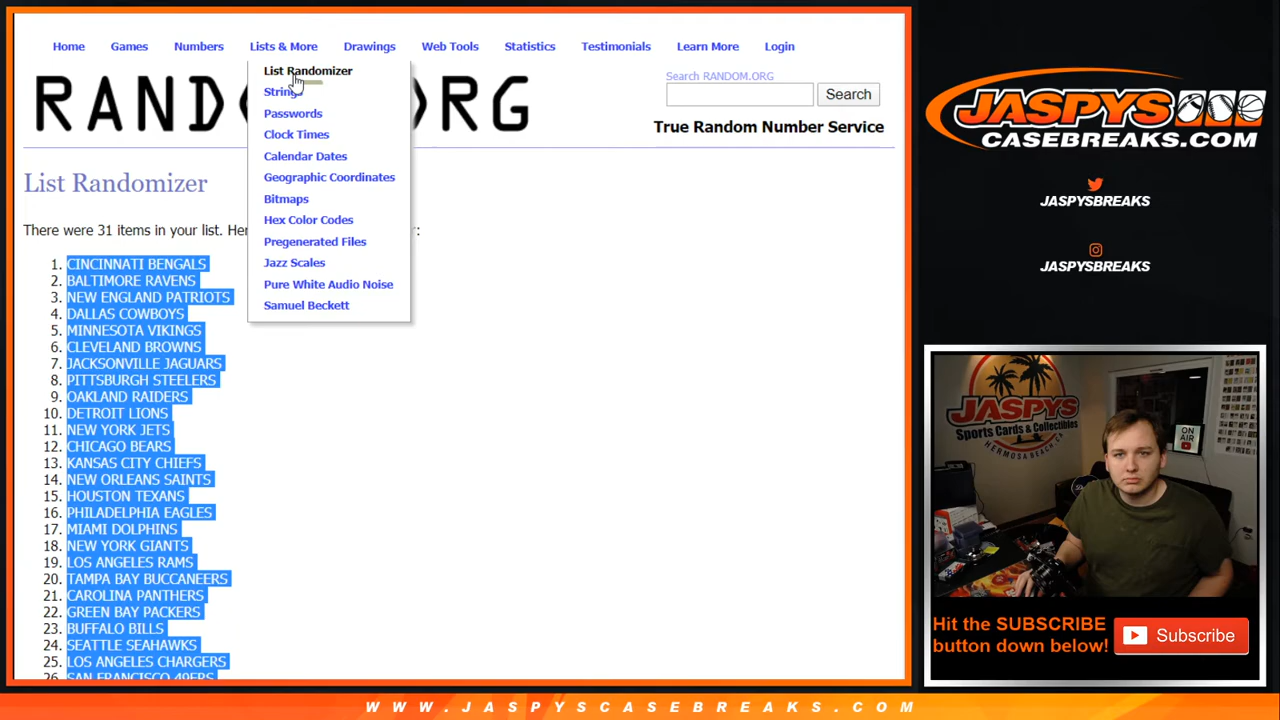 Home Games Numbers Lists & More Drawings Web Tools Statistics Testimonials Learn More Login
List Randomizer
Strings
Passwords
Clock Times
Calendar Dates
Geographic Coordinates
Bitmaps
Hex Color Codes
Pregenerated Files
Jazz Scales
Pure White Audio Noise
Samuel Beckett
Search RANDOM.ORG
Search
True Random Number Service
List Randomizer
There were 31 items in your list.
1. CINCINNATI BENGALS
2. BALTIMORE RAVENS
3. NEW ENGLAND PATRIOTS
4. DALLAS COWBOYS
5. MINNESOTA VIKINGS
6. CLEVELAND BROWNS
7. JACKSONVILLE JAGUARS
8. PITTSBURGH STEELERS
9. OAKLAND RAIDERS
10. DETROIT LIONS
11. NEW YORK JETS
12. CHICAGO BEARS
13. KANSAS CITY CHIEFS
14. NEW ORLEANS SAINTS
15. HOUSTON TEXANS
16. PHILADELPHIA EAGLES
17. MIAMI DOLPHINS
18. NEW YORK GIANTS
19. LOS ANGELES RAMS
20. TAMPA BAY BUCCANEERS
21. CAROLINA PANTHERS
22. GREEN BAY PACKERS
23. BUFFALO BILLS
24. SEATTLE SEAHAWKS
25. LOS ANGELES CHARGERS
26. SAN FRANCISCO 49ERS
JASPYS
CASEBREAKS.COM
JASPYSBREAKS
JASPYSBREAKS
JASPYS
Sports Cards & Collectibles
HERMOSA BEACH, CA
ON AIR
Hit the SUBSCRIBE
button down below!
Subscribe
WWW.JASPYSCASEBREAKS.COM